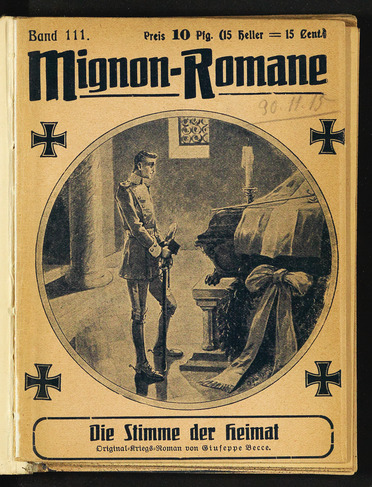 Band 111.
Preis 10 Pfg. (15 Heller = 15 Cent.)
Mignon-Romane
30.11.15
Die Stimme der Heimat
Original-Kriegs-Roman von Giuseppe Becce.